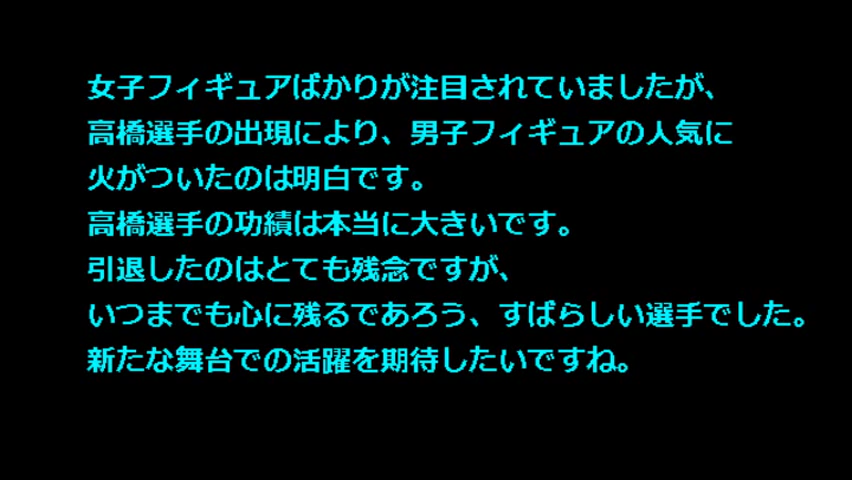 女子フィギュアばかりが注目されていましたが、
高橋選手の出現により、男子フィギュアの人気に
火がついたのは明白です。
高橋選手の功績は本当に大きいです。
引退したのはとても残念ですが、
いつまでも心に残るであろう、すばらしい選手でした。
新たな舞台での活躍を期待したいですね。